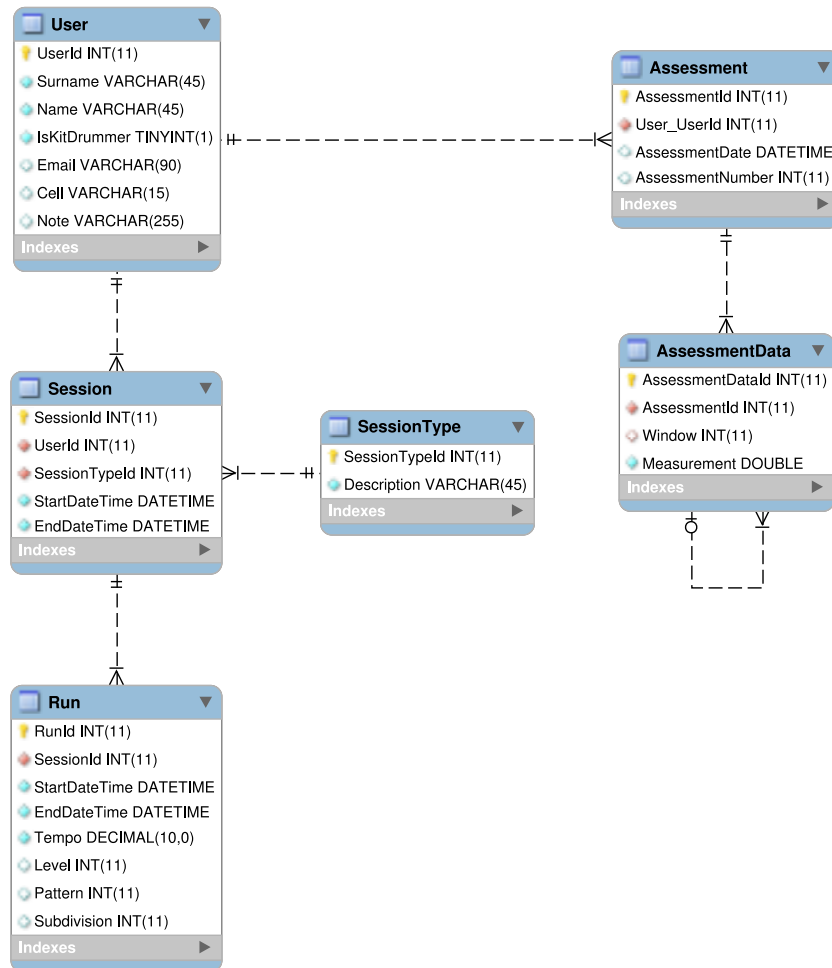 User
UserId INT(11)
Surname VARCHAR(45)
Name VARCHAR(45)
IsKitDrummer TINYINT(1)
Email VARCHAR(90)
Cell VARCHAR(15)
Note VARCHAR(255)
Indexes
Assessment
AssessmentId INT(11)
User_UserId INT(11)
AssessmentDate DATETIME
AssessmentNumber INT(11)
Indexes
Session
SessionId INT(11)
UserId INT(11)
SessionTypeId INT(11)
StartDateTime DATETIME
EndDateTime DATETIME
Indexes
SessionType
SessionTypeId INT(11)
Description VARCHAR(45)
Indexes
AssessmentData
AssessmentDataId INT(11)
AssessmentId INT(11)
Window INT(11)
Measurement DOUBLE
Indexes
Run
RunId INT(11)
SessionId INT(11)
StartDateTime DATETIME
EndDateTime DATETIME
Tempo DECIMAL(10,0)
Level INT(11)
Pattern INT(11)
Subdivision INT(11)
Indexes